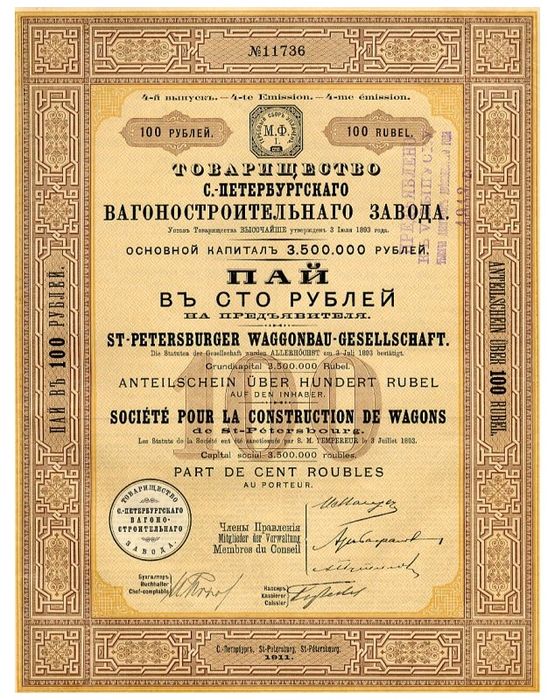 №11736
4-й выпускъ. — 4-te Emission. — 4-me émission.
100 РУБЛЕЙ.
М.Ф.
100 RUBEL.
ТОВАРИЩЕСТВО
С.-ПЕТЕРБУРГСКАГО
ВАГОНОСТРОИТЕЛЬНАГО ЗАВОДА.
Уставъ Товарищества ВЫСОЧАЙШЕ утвержденъ 3 Іюля 1893 года.
ОСНОВНОЙ КАПИТАЛЪ 3.500.000 РУБЛЕЙ.
ПАЙ
ВЪ СТО РУБЛЕЙ
НА ПРЕДЪЯВИТЕЛЯ.
ST-PETERSBURGER WAGGONBAU-GESELLSCHAFT.
Die Statuten der Gesellschaft wurden ALLERHÖCHST am 3 Juli 1893 bestätigt.
Grundkapital 3.500.000 Rubel.
ANTEILSCHEIN ÜBER HUNDERT RUBEL
AUF DEN INHABER.
100
SOCIÉTÉ POUR LA CONSTRUCTION DE WAGONS
de St-Pétersbourg.
Les Statuts de la Société ont été sanctionnés par S. M. l'EMPEREUR le 3 Juillet 1893.
Capital social 3.500.000 roubles.
PART DE CENT ROUBLES
AU PORTEUR.
ТОВАРИЩЕСТВО
С.-ПЕТЕРБУРГСКАГО
ВАГОНО-
СТРОИТЕЛЬНАГО
ЗАВОДА.
Члены Правленія
Mitglieder der Verwaltung
Membres du Conseil
Бухгалтеръ
Buchhalter
Chef-comptable
Кассиръ
Kassierer
Caissier
С.-Петербургъ, St-Petersburg, St-Pétersbourg.
1911.
ПАИ ВЪ 100 РУБЛЕЙ.
ANTEILSCHEIN ÜBER 100 RUBEL.